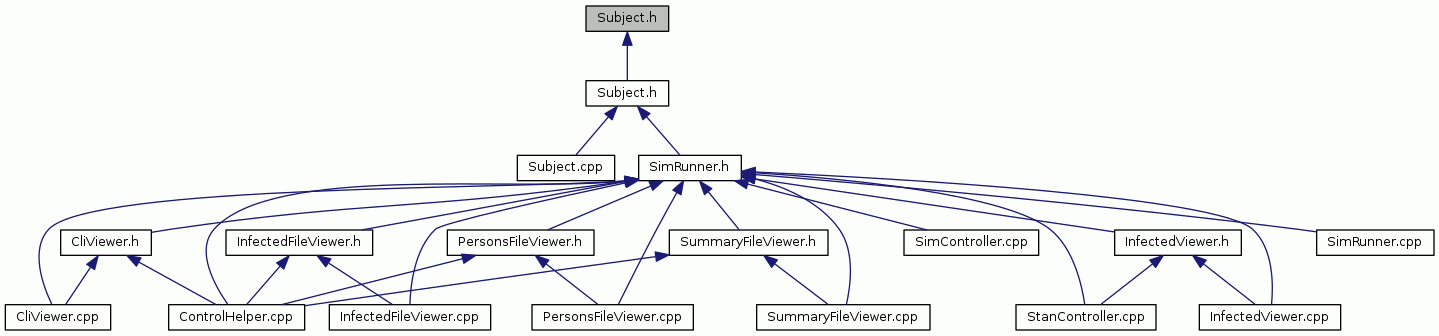 Subject.h
Subject.h
Subject.cpp
SimRunner.h
CliViewer.h
InfectedFileViewer.h
PersonsFileViewer.h
SummaryFileViewer.h
SimController.cpp
InfectedViewer.h
SimRunner.cpp
CliViewer.cpp
ControlHelper.cpp
InfectedFileViewer.cpp
PersonsFileViewer.cpp
SummaryFileViewer.cpp
StanController.cpp
InfectedViewer.cpp